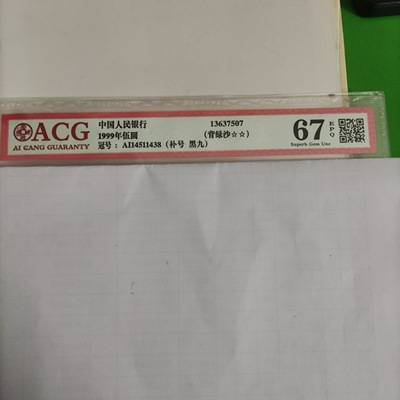 ACG
AI CANG GUARANTY
中国人民银行 13637507
1999年伍圆 (背绿沙☆☆)
冠号: AI14511438(补号 黑九)
67 EPQ
Superb Gem Unc